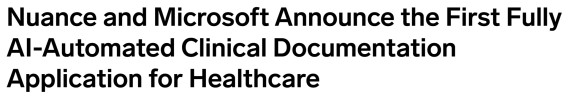 Nuance and Microsoft Announce the First Fully
AI-Automated Clinical Documentation
Application for Healthcare